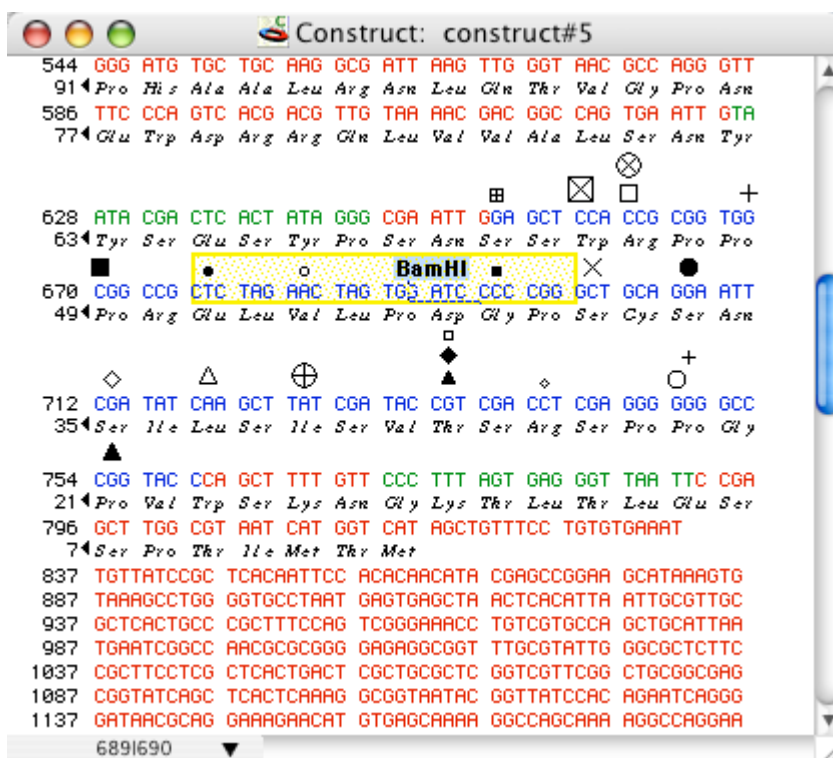 Construct: construct#5
544 GGG ATG TGC TGC AAG GCG ATT AAG TTG GGT AAC GCC AGG GTT
91 Pro His Ala Ala Leu Arg Asn Leu Gln Thr Val Gly Pro Asn
586 TTC CCA GTC ACG ACG TTG TAA AAC GAC GGC CAG TGA ATT GTA
77 Glu Trp Asp Arg Arg Gln Leu Val Val Ala Leu Ser Asn Tyr
628 ATA CGA CTC ACT ATA GGG CGA ATT GGA GCT CCA CCG CGG TGG
63 Tyr Ser Glu Ser Tyr Pro Ser Asn Ser Ser Trp Arg Pro Pro
BamHI
670 CGG CCG CTC TAG AAC TAG TGG ATC CCC CGG GCT GCA GGA ATT
49 Pro Arg Glu Leu Val Leu Pro Asp Gly Pro Ser Cys Ser Asn
712 CGA TAT CAA GCT TAT CGA TAC CGT CGA CCT CGA GGG GGG GCC
35 Ser Ile Leu Ser Ile Ser Val Thr Ser Arg Ser Pro Pro Gly
754 CGG TAC CCA GCT TTT GTT CCC TTT AGT GAG GGT TAA TTC CGA
21 Pro Val Trp Ser Lys Asn Gly Lys Thr Leu Thr Leu Glu Ser
796 GCT TGG CGT AAT CAT GGT CAT AGCTGTTTCC TGTGTGAAAT
7 Ser Pro Thr Ile Met Thr Met
837 TGTTATCCGC TCACAATTCC ACACAACATA CGAGCCGGAA GCATAAAGTG
887 TAAAGCCTGG GGTGCCTAAT GAGTGAGCTA ACTCACATTA ATTGCGTTGC
937 GCTCACTGCC CGCTTTCCAG TCGGGAAACC TGTCGTGCCA GCTGCATTAA
987 TGAATCGGCC AACGCGCGGG GAGAGGCGGT TTGCGTATTG GGCGCTCTTC
1037 CGCTTCCTCG CTCACTGACT CGCTGCGCTC GGTCGTTCGG CTGCGGCGAG
1087 CGGTATCAGC TCACTCAAAG GCGGTAATAC GGTTATCCAC AGAATCAGGG
1137 GATAACGCAG GAAAGAACAT GTGAGCAAAA GGCCAGCAAA AGGCCAGGAA
689|690